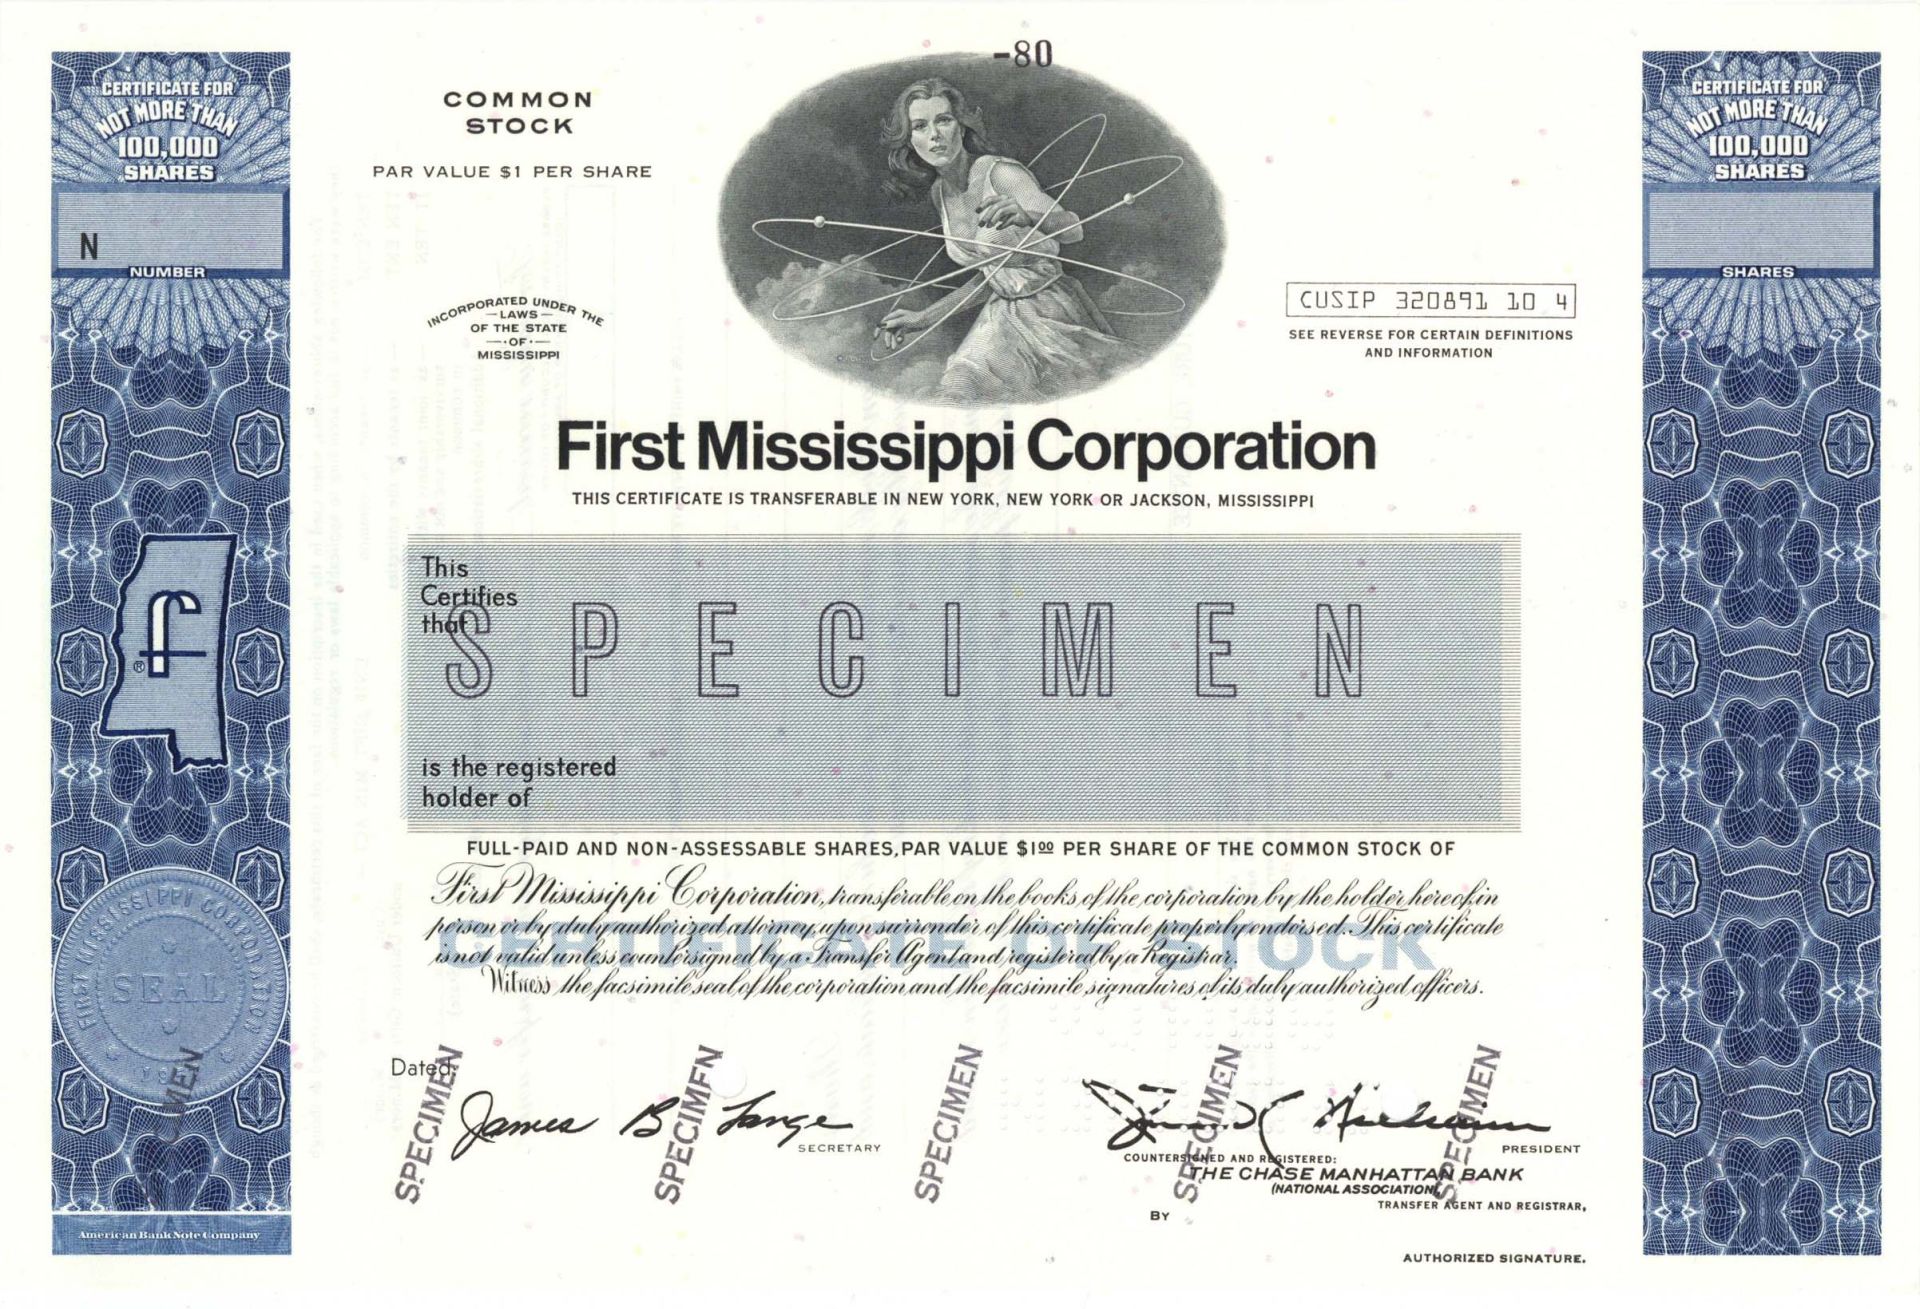 -80
CERTIFICATE FOR
NOT MORE THAN
100,000
SHARES
N
NUMBER
COMMON
STOCK
PAR VALUE $1 PER SHARE
INCORPORATED UNDER THE
LAWS
OF THE STATE
OF
MISSISSIPPI
CERTIFICATE FOR
NOT MORE THAN
100,000
SHARES
SHARES
CUSIP 320891 10 4
SEE REVERSE FOR CERTAIN DEFINITIONS
AND INFORMATION
First Mississippi Corporation
THIS CERTIFICATE IS TRANSFERABLE IN NEW YORK, NEW YORK OR JACKSON, MISSISSIPPI
This
Certifies
that
SPECIMEN
f
®
is the registered
holder of
FULL-PAID AND NON-ASSESSABLE SHARES, PAR VALUE $1⁰⁰ PER SHARE OF THE COMMON STOCK OF
First Mississippi Corporation, transferable on the books of the corporation by the holder hereof in
person or by duly authorized attorney, upon surrender of this certificate properly endorsed. This certificate
is not valid unless countersigned by a Transfer Agent and registered by a Registrar.
Witness the facsimile seal of the corporation and the facsimile signatures of its duly authorized officers.
CERTIFICATE OF STOCK
FIRST MISSISSIPPI CORPORATION
SEAL
SPECIMEN
Dated:
SPECIMEN
SPECIMEN
SPECIMEN
SPECIMEN
SPECIMEN
James B Lange
SECRETARY
PRESIDENT
COUNTERSIGNED AND REGISTERED:
THE CHASE MANHATTAN BANK
(NATIONAL ASSOCIATION)
TRANSFER AGENT AND REGISTRAR,
BY
AUTHORIZED SIGNATURE.
American Bank Note Company